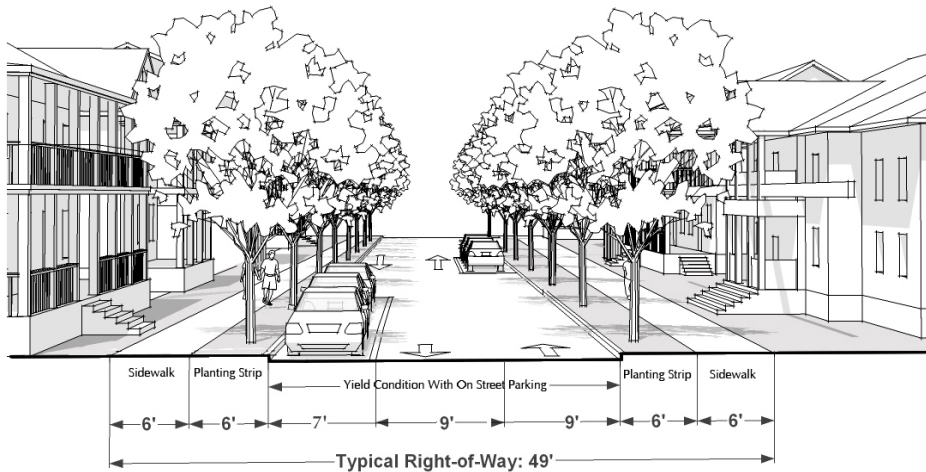 Sidewalk Planting Strip Yield Condition With On Street Parking Planting Strip Sidewalk
6' 6' 7' 9' 9' 6' 6'
Typical Right-of-Way: 49'